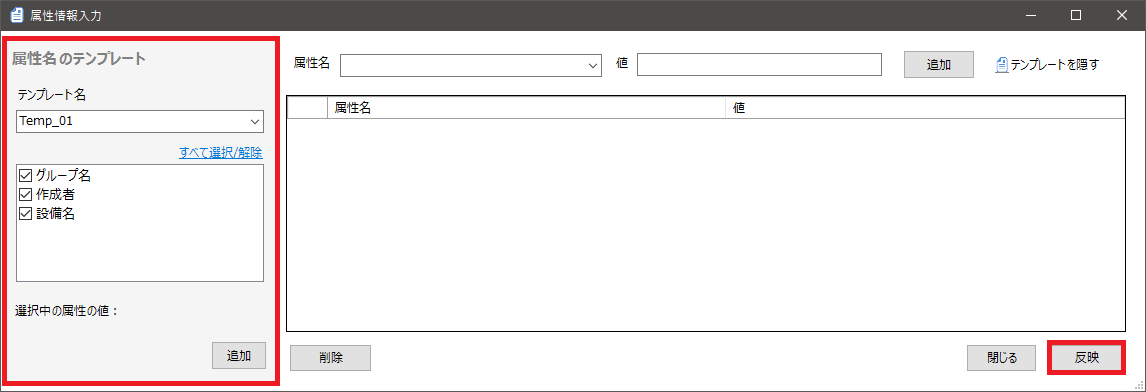 属性情報入力
属性名のテンプレート
テンプレート名
Temp_01
すべて選択/解除
グループ名
作成者
設備名
選択中の属性の値：
追加
属性名
値
追加
テンプレートを隠す
属性名
値
削除
閉じる
反映